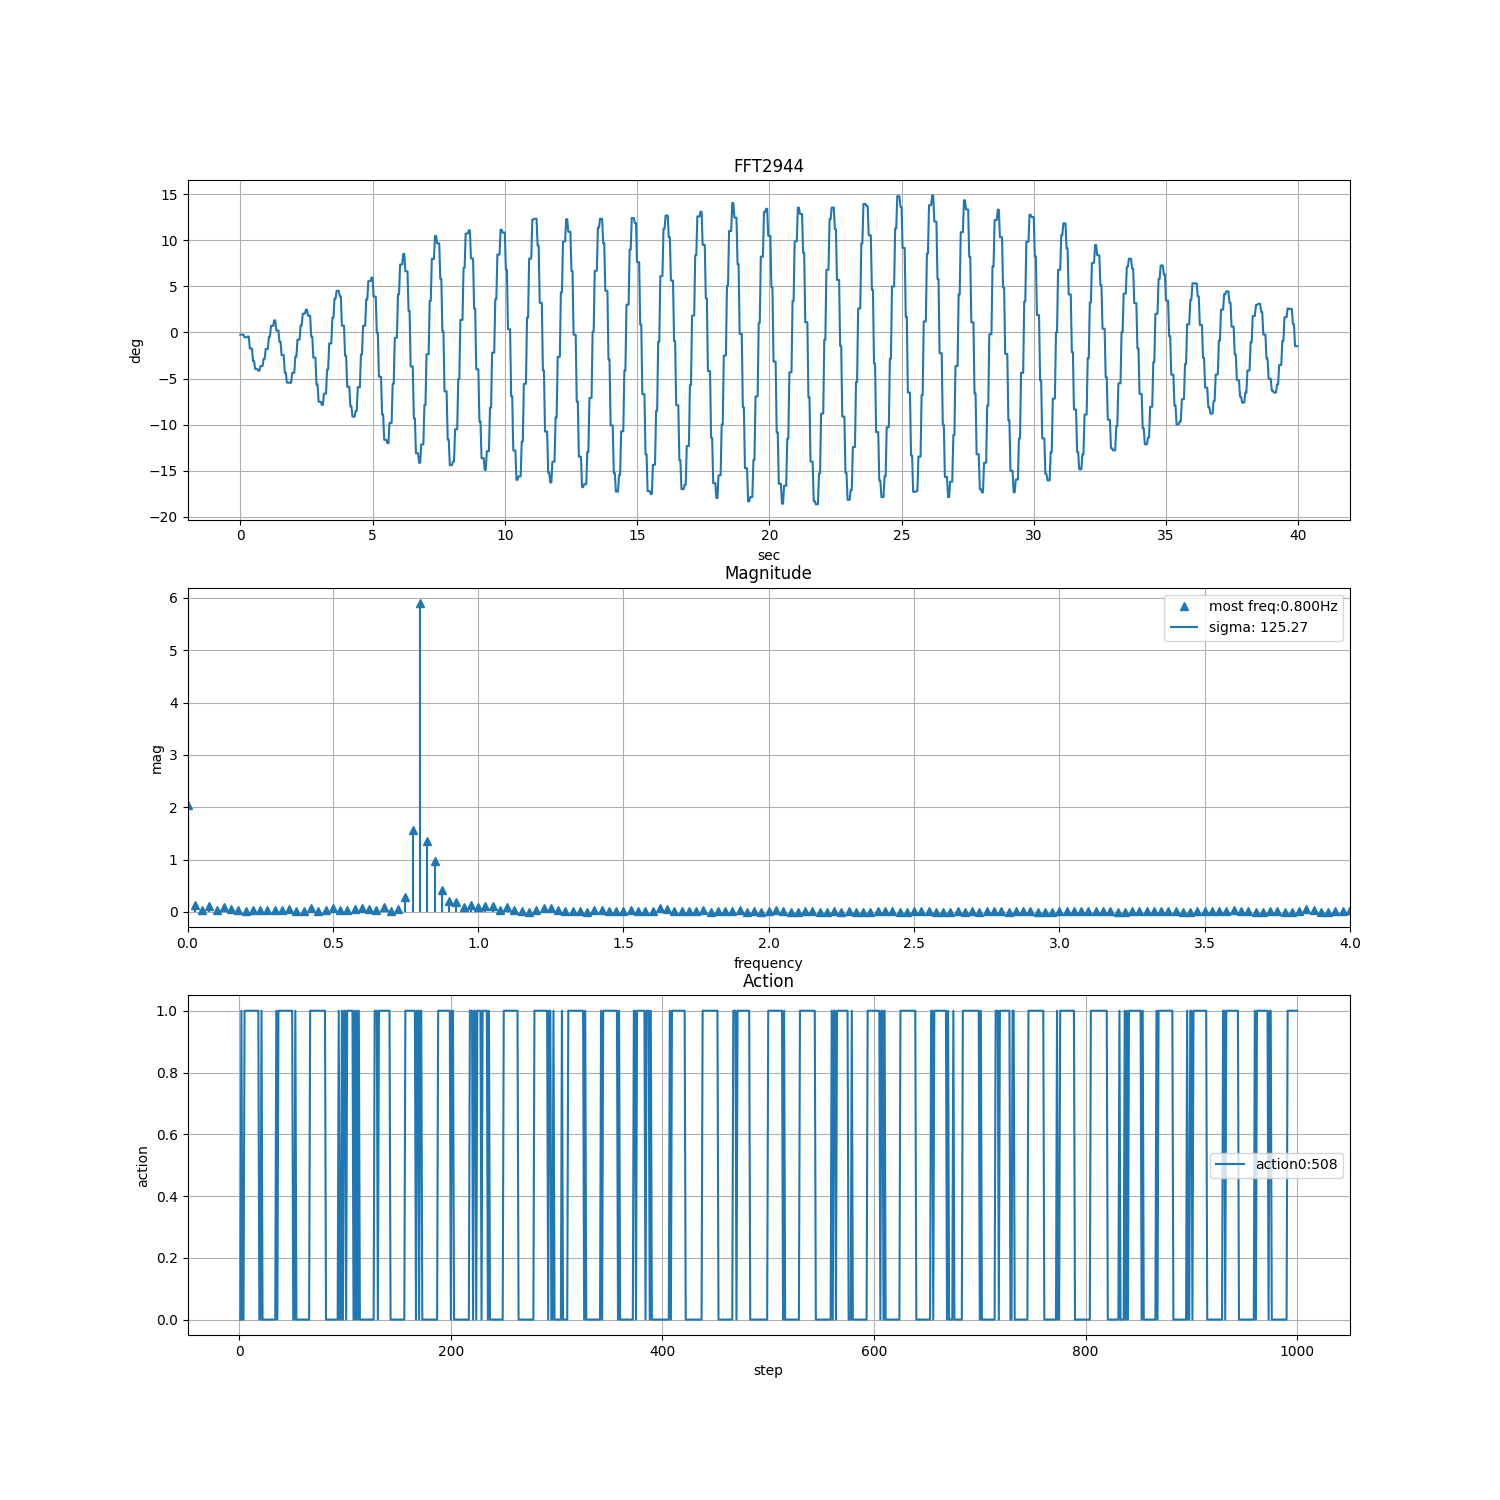 FFT2944
15
10
5
0
−5
−10
−15
−20
deg
0 5 10 15 20 25 30 35 40
sec
Magnitude
6
5
4
3
2
1
0
mag
most freq:0.800Hz
sigma: 125.27
0.0 0.5 1.0 1.5 2.0 2.5 3.0 3.5 4.0
frequency
Action
1.0
0.8
0.6
0.4
0.2
0.0
action
action0:508
0 200 400 600 800 1000
step